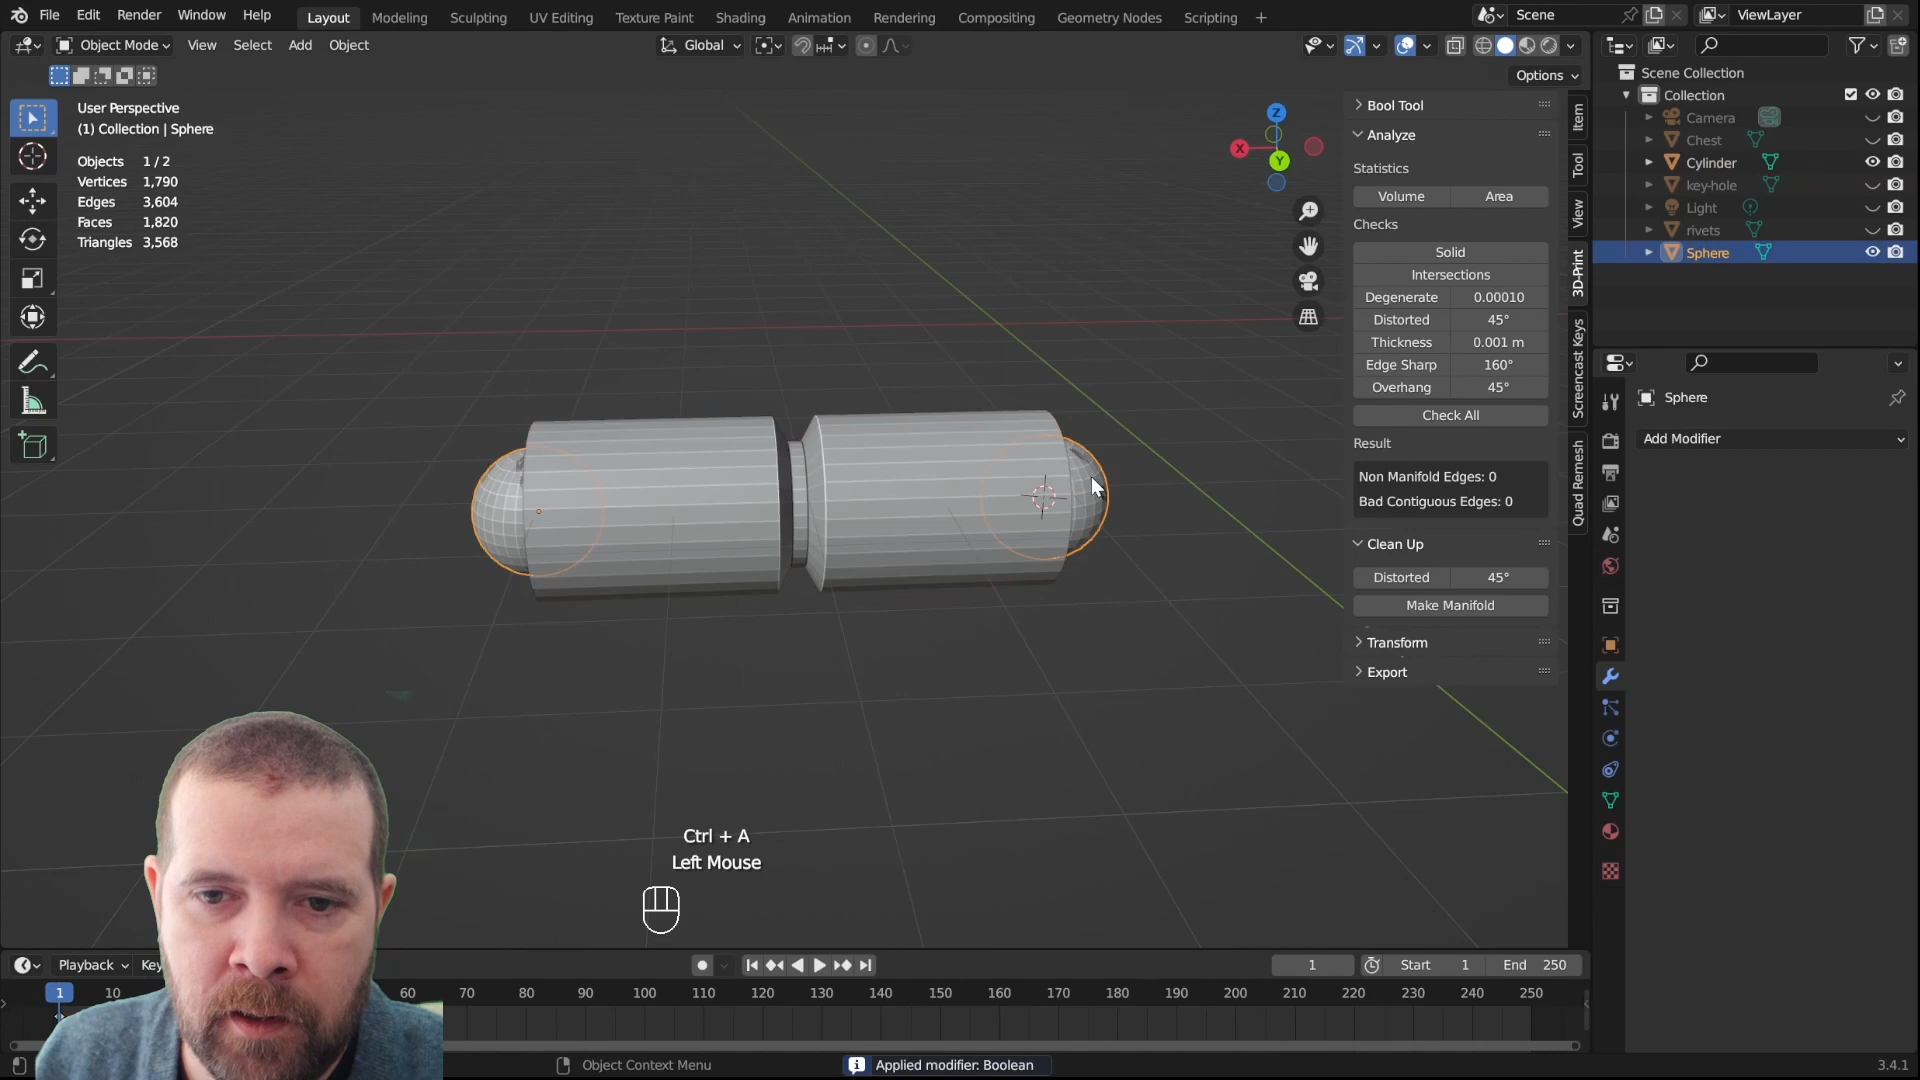 File Edit Render Window Help Layout Modeling Sculpting UV Editing Texture Paint Shading Animation Rendering Compositing Geometry Nodes Scripting + Scene ViewLayer
Object Mode View Select Add Object Global
Options
User Perspective
(1) Collection | Sphere
Objects 1 / 2
Vertices 1,790
Edges 3,604
Faces 1,820
Triangles 3,568
Z
X
Y
Bool Tool
Analyze
Statistics
Volume Area
Checks
Solid
Intersections
Degenerate 0.00010
Distorted 45°
Thickness 0.001 m
Edge Sharp 160°
Overhang 45°
Check All
Result
Non Manifold Edges: 0
Bad Contiguous Edges: 0
Clean Up
Distorted 45°
Make Manifold
Transform
Export
Item
Tool
View
3D-Print
Screencast Keys
Quad Remesh
Scene Collection
Collection
Camera
Chest
Cylinder
key-hole
Light
rivets
Sphere
Sphere
Add Modifier
Ctrl + A
Left Mouse
Playback Key 1 Start 1 End 250
1 10 60 70 80 90 100 110 120 130 140 150 160 170 180 190 200 210 220 230 240 250
Object Context Menu Applied modifier: Boolean 3.4.1